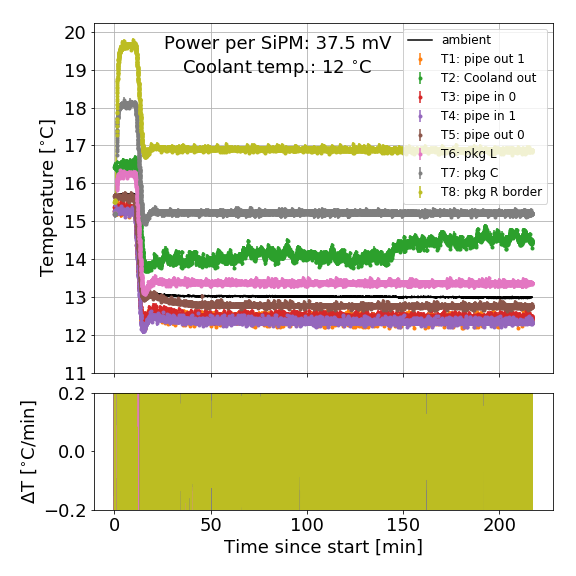 Power per SiPM: 37.5 mV
Coolant temp.: 12 °C
ambient
T1: pipe out 1
T2: Cooland out
T3: pipe in 0
T4: pipe in 1
T5: pipe out 0
T6: pkg L
T7: pkg C
T8: pkg R border
Temperature [°C]
20
19
18
17
16
15
14
13
12
11
ΔT [°C/min]
0.2
0.0
−0.2
0 50 100 150 200
Time since start [min]